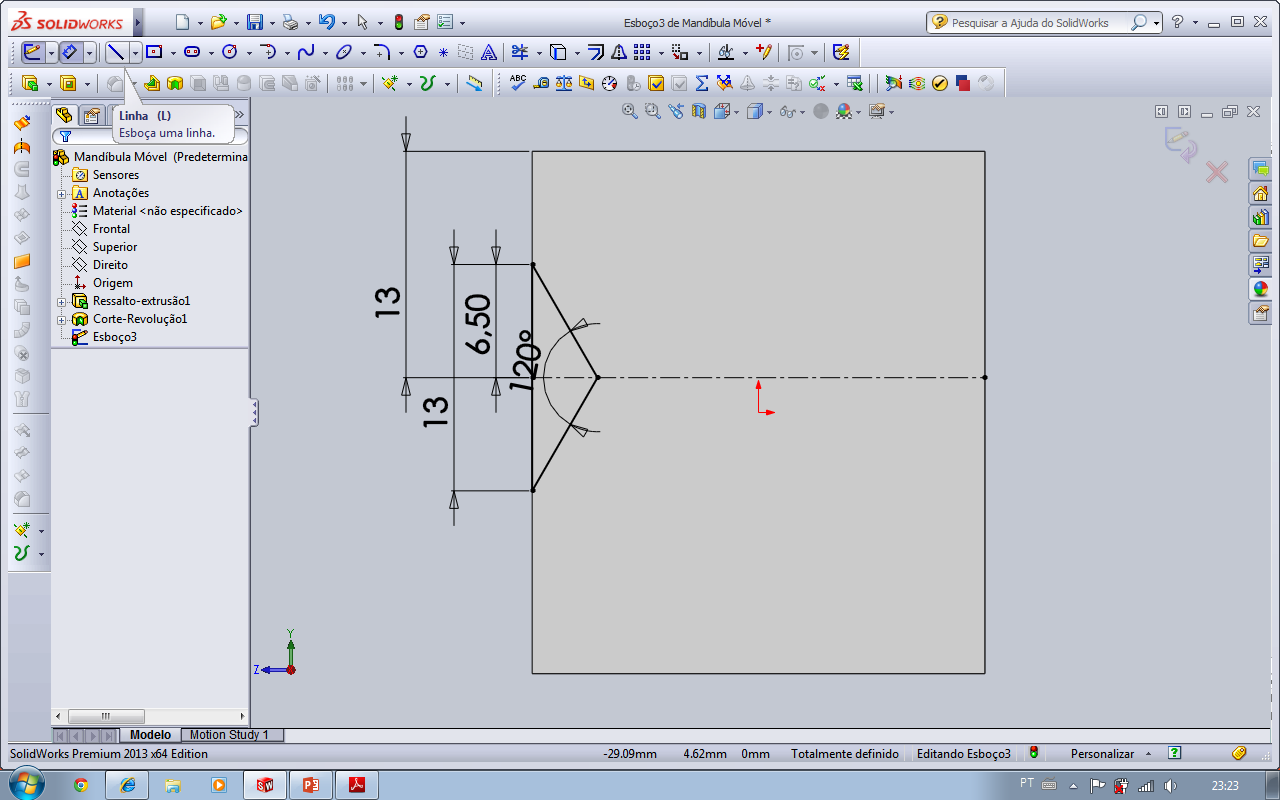 SOLIDWORKS
Esboço3 de Mandíbula Móvel *
Pesquisar a Ajuda do SolidWorks
?
ABC
Linha (L)
Esboça uma linha.
»
Mandíbula Móvel (Predetermina
Sensores
A Anotações
Material <não especificado>
Frontal
Superior
Direito
Origem
Ressalto-extrusão1
Corte-Revolução1
Esboço3
13
6,50
120°
13
Y
Z
Modelo
Motion Study 1
SolidWorks Premium 2013 x64 Edition
-29.09mm
4.62mm
0mm
Totalmente definido
Editando Esboço3
Personalizar
?
PT
23:23